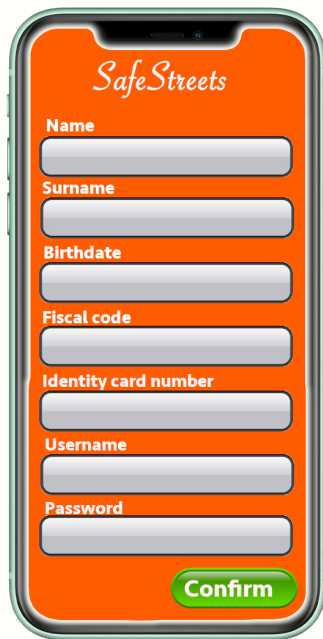 SafeStreets
Name
Surname
Birthdate
Fiscal code
Identity card number
Username
Password
Confirm